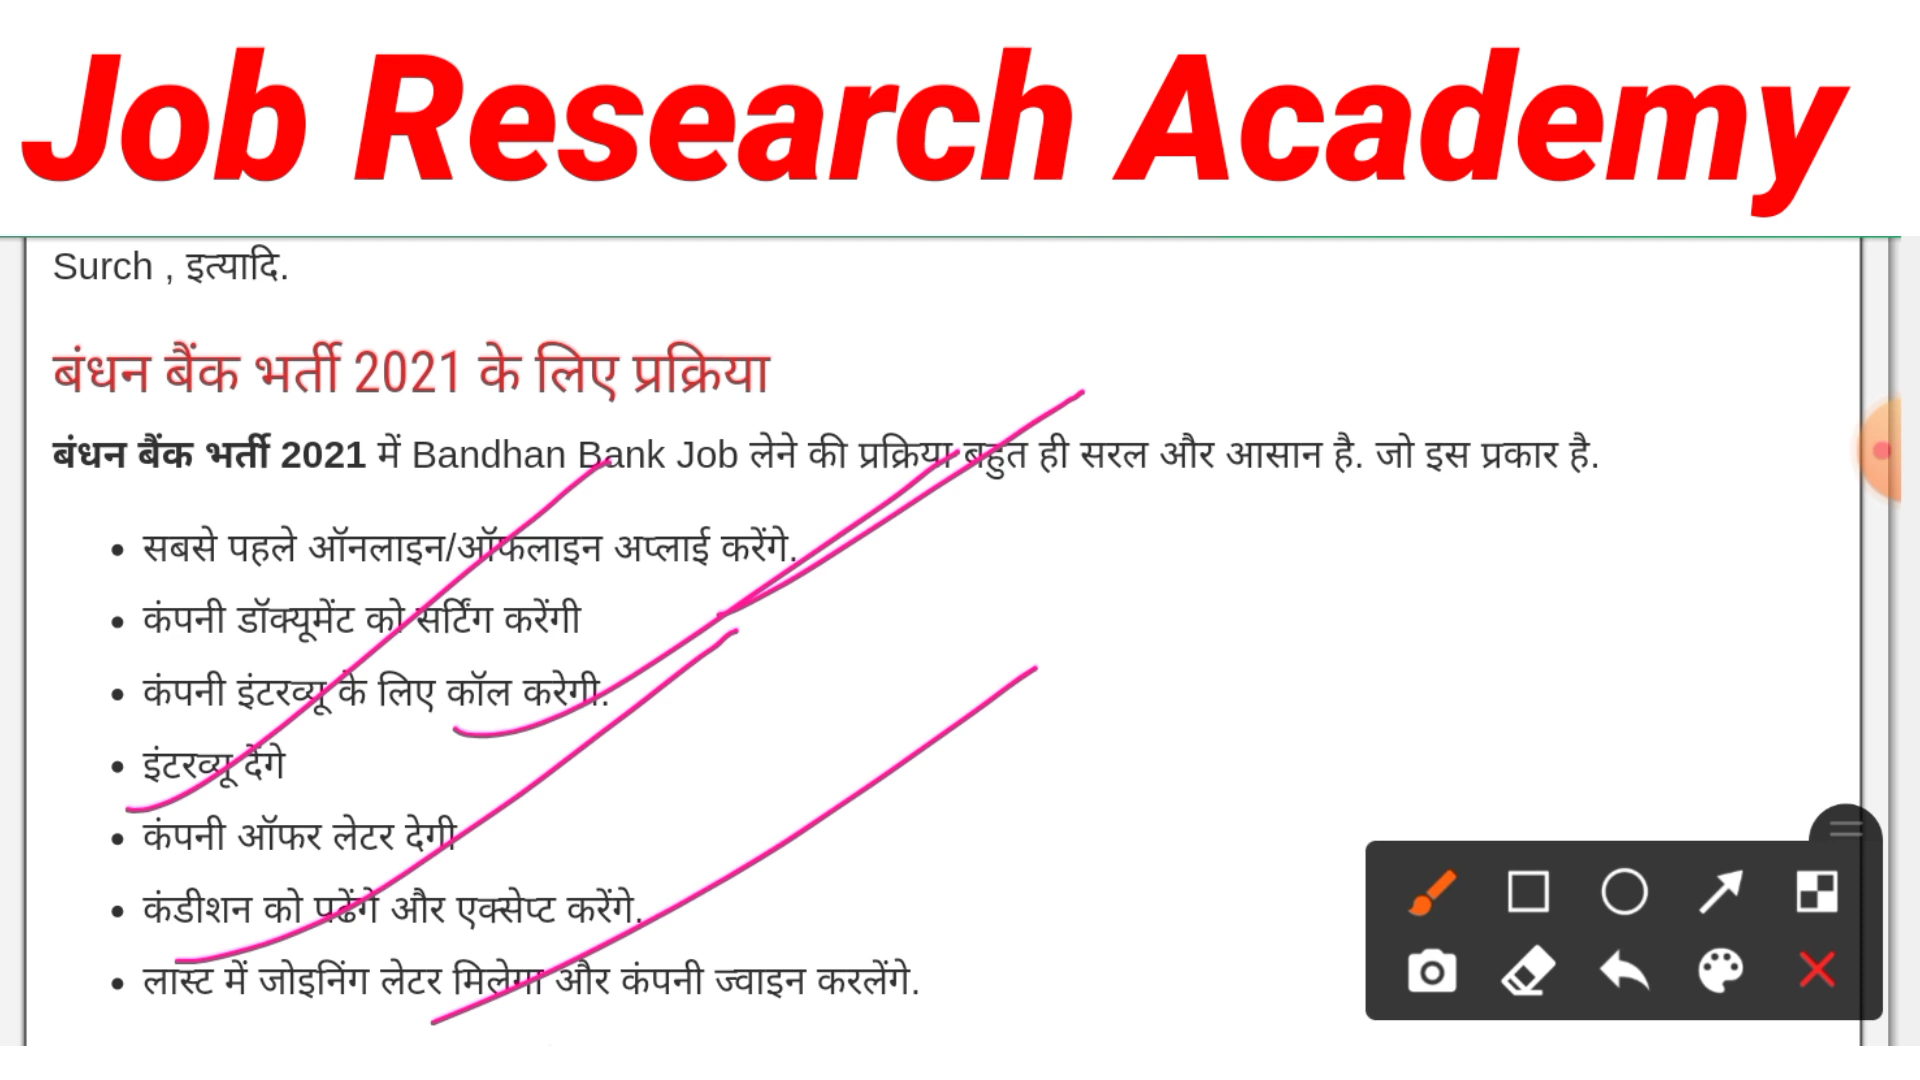 Job Research Academy
Surch , इत्यादि.
बंधन बैंक भर्ती 2021 के लिए प्रक्रिया
बंधन बैंक भर्ती 2021 में Bandhan Bank Job लेने की प्रक्रिया बहुत ही सरल और आसान है. जो इस प्रकार है.
• सबसे पहले ऑनलाइन/ऑफलाइन अप्लाई करेंगे.
• कंपनी डॉक्यूमेंट को सर्टिंग करेंगी
• कंपनी इंटरव्यू के लिए कॉल करेगी.
• इंटरव्यू देंगे
• कंपनी ऑफर लेटर देगी
• कंडीशन को पढेंगे और एक्सेप्ट करेंगे.
• लास्ट में जोइनिंग लेटर मिलेगा और कंपनी ज्वाइन करलेंगे.